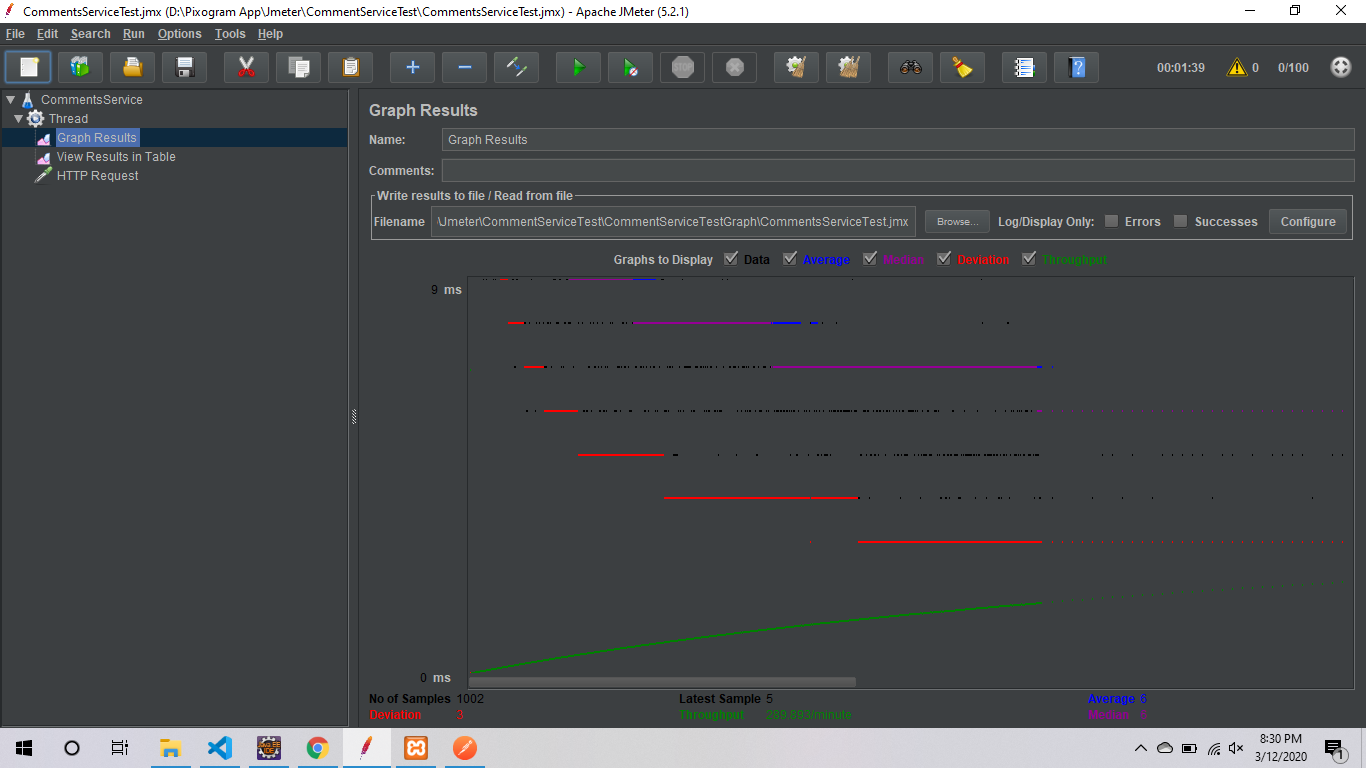 CommentsServiceTest.jmx (D:\Pixogram App\Jmeter\CommentServiceTest\CommentsServiceTest.jmx) - Apache JMeter (5.2.1)
File Edit Search Run Options Tools Help
STOP 00:01:39 0 0/100
CommentsService
Thread
Graph Results
View Results in Table
HTTP Request
Graph Results
Name: Graph Results
Comments:
Write results to file / Read from file
Filename \Jmeter\CommentServiceTest\CommentServiceTestGraph\CommentsServiceTest.jmx Browse... Log/Display Only: Errors Successes Configure
Graphs to Display Data Average Median Deviation Throughput
9 ms
0 ms
No of Samples 1002 Latest Sample 5 Average 6
Deviation 3 Throughput 289.893/minute Median
8:30 PM
3/12/2020
1